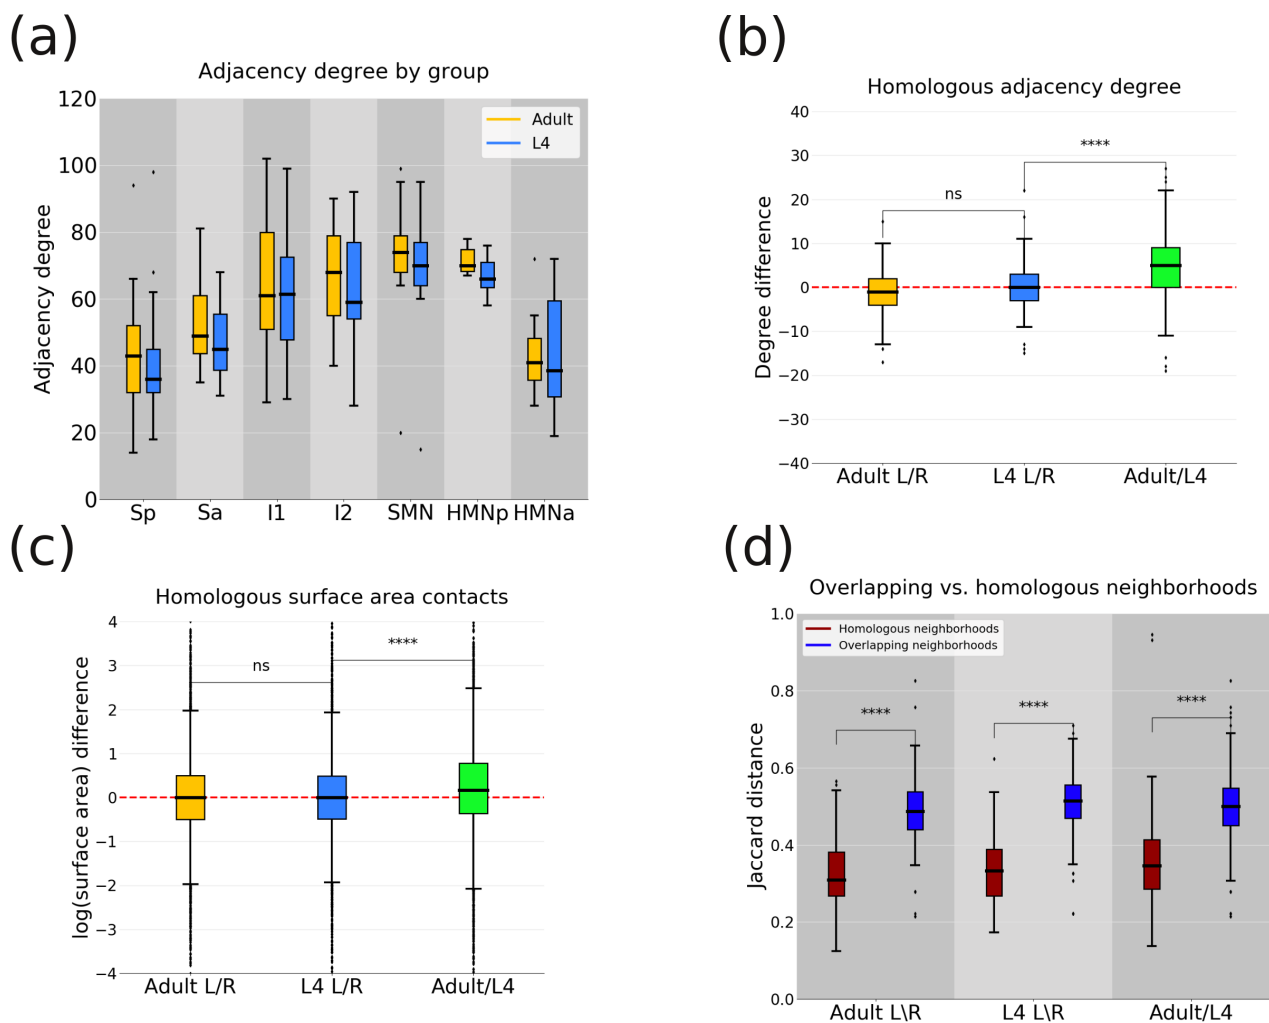 (a)
Adjacency degree by group
Adjacency degree
120
100
80
60
40
20
0
Adult
L4
Sp Sa I1 I2 SMN HMNp HMNa
(b)
Homologous adjacency degree
Degree difference
40
30
20
10
0
−10
−20
−30
−40
ns
****
Adult L/R L4 L/R Adult/L4
(c)
Homologous surface area contacts
log(surface area) difference
4
3
2
1
0
−1
−2
−3
−4
ns
****
Adult L/R L4 L/R Adult/L4
(d)
Overlapping vs. homologous neighborhoods
Jaccard distance
1.0
0.8
0.6
0.4
0.2
0.0
Homologous neighborhoods
Overlapping neighborhoods
**** **** ****
Adult L\R L4 L\R Adult/L4